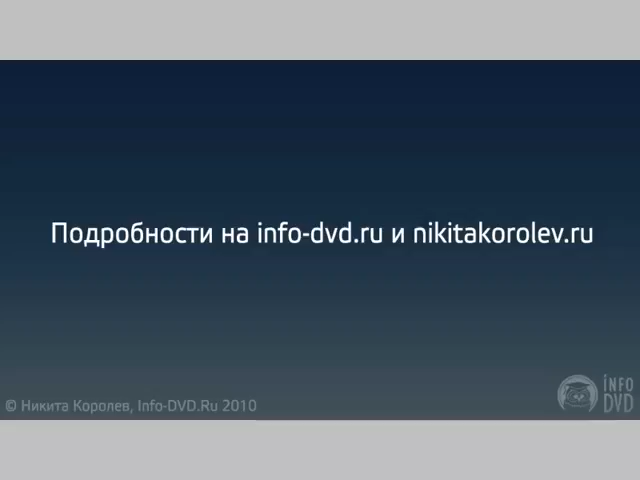 Подробности на info-dvd.ru и nikitakorolev.ru
© Никита Королев, Info-DVD.Ru 2010
INFO
DVD